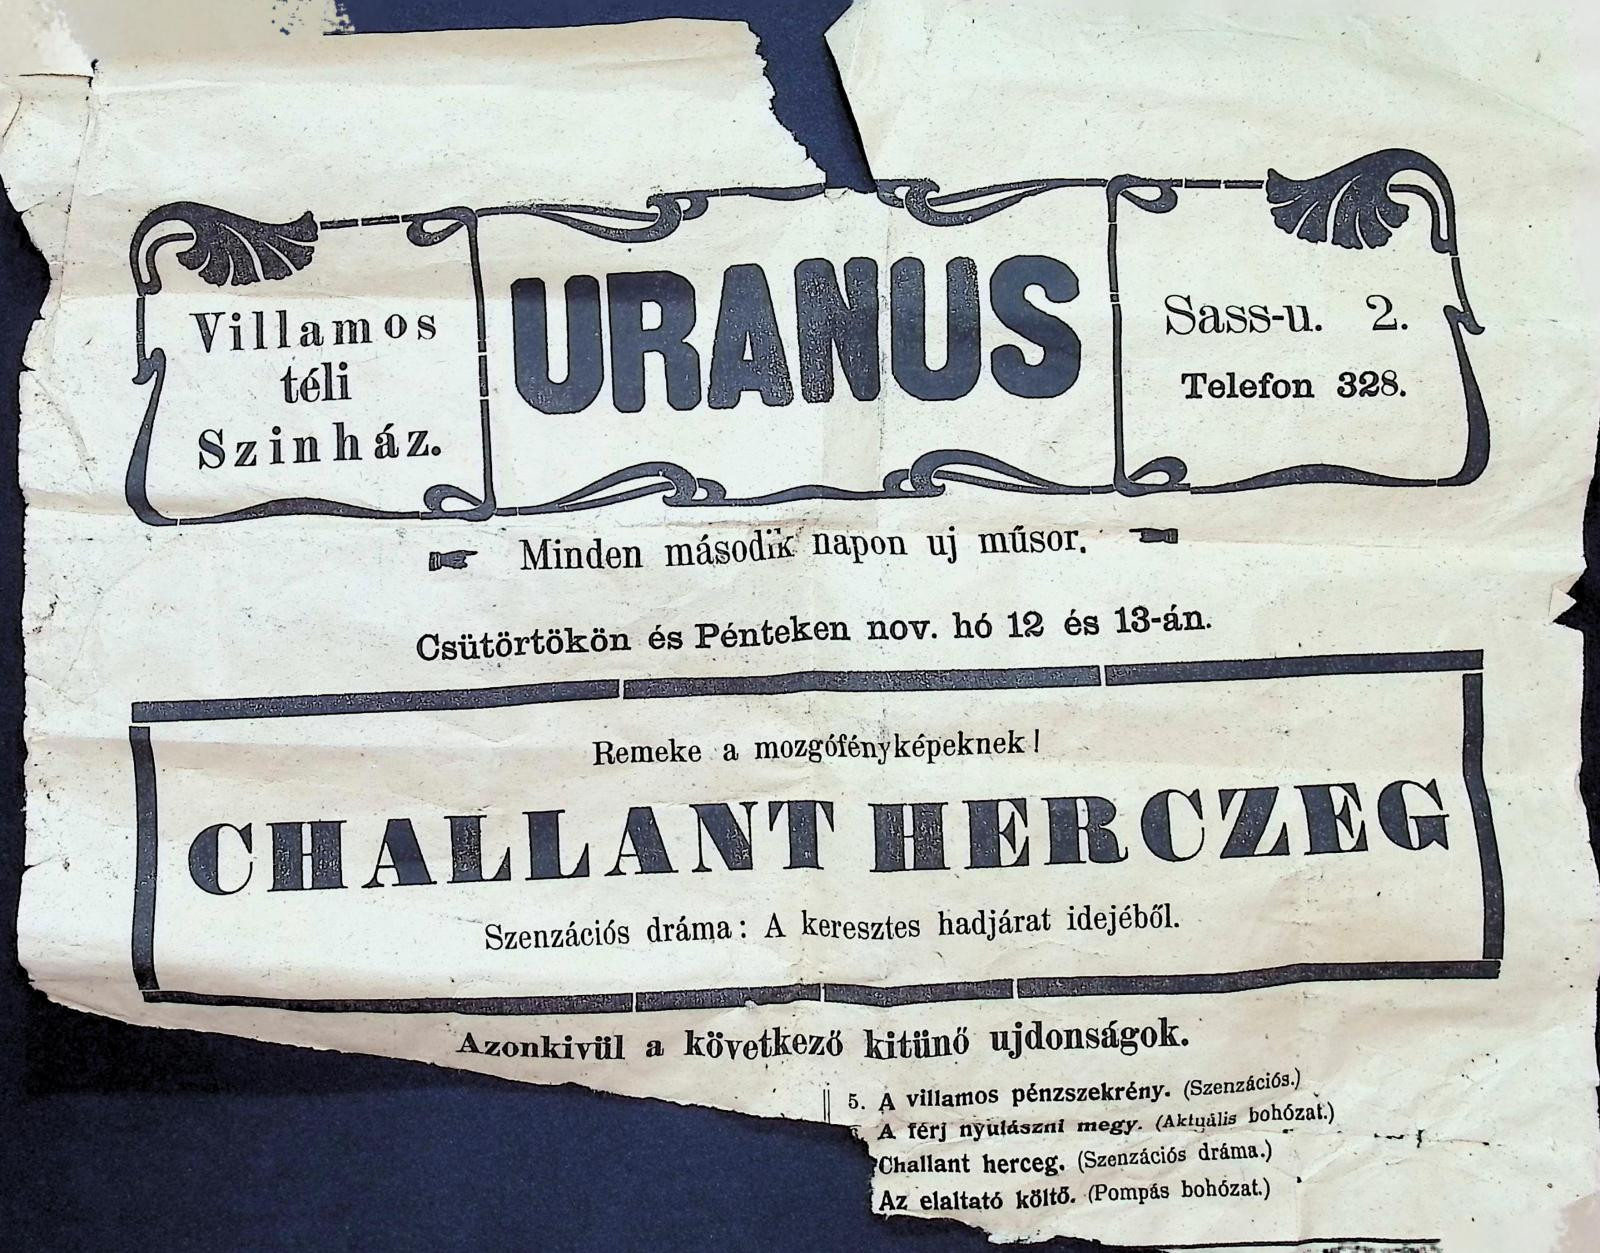 Villamos
téli
Szinház.
URANUS
Sass-u. 2.
Telefon 328.
Minden második napon uj műsor.
Csütörtökön és Pénteken nov. hó 12 és 13-án.
Remeke a mozgófényképeknek!
CHALLANT HERCZEG
Szenzációs dráma: A keresztes hadjárat idejéből.
Azonkivül a következő kitünő ujdonságok.
5. A villamos pénzszekrény. (Szenzációs.)
A férj nyulászni megy. (Aktuális bohózat.)
Challant herceg. (Szenzációs dráma.)
Az elaltató költő. (Pompás bohózat.)